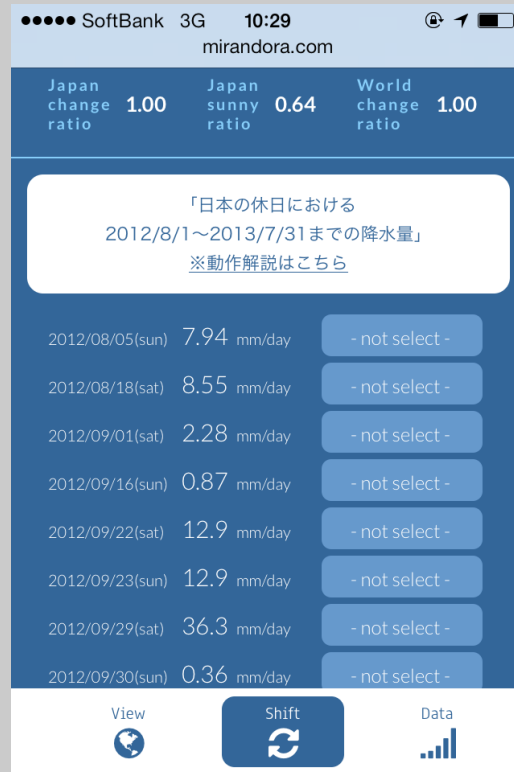 SoftBank 3G 10:29
mirandora.com
Japan change ratio 1.00
Japan sunny ratio 0.64
World change ratio 1.00
「日本の休日における
2012/8/1〜2013/7/31までの降水量」
※動作解説はこちら
2012/08/05(sun) 7.94 mm/day - not select -
2012/08/18(sat) 8.55 mm/day - not select -
2012/09/01(sat) 2.28 mm/day - not select -
2012/09/16(sun) 0.87 mm/day - not select -
2012/09/22(sat) 12.9 mm/day - not select -
2012/09/23(sun) 12.9 mm/day - not select -
2012/09/29(sat) 36.3 mm/day - not select -
2012/09/30(sun) 0.36 mm/day - not select -
View Shift Data